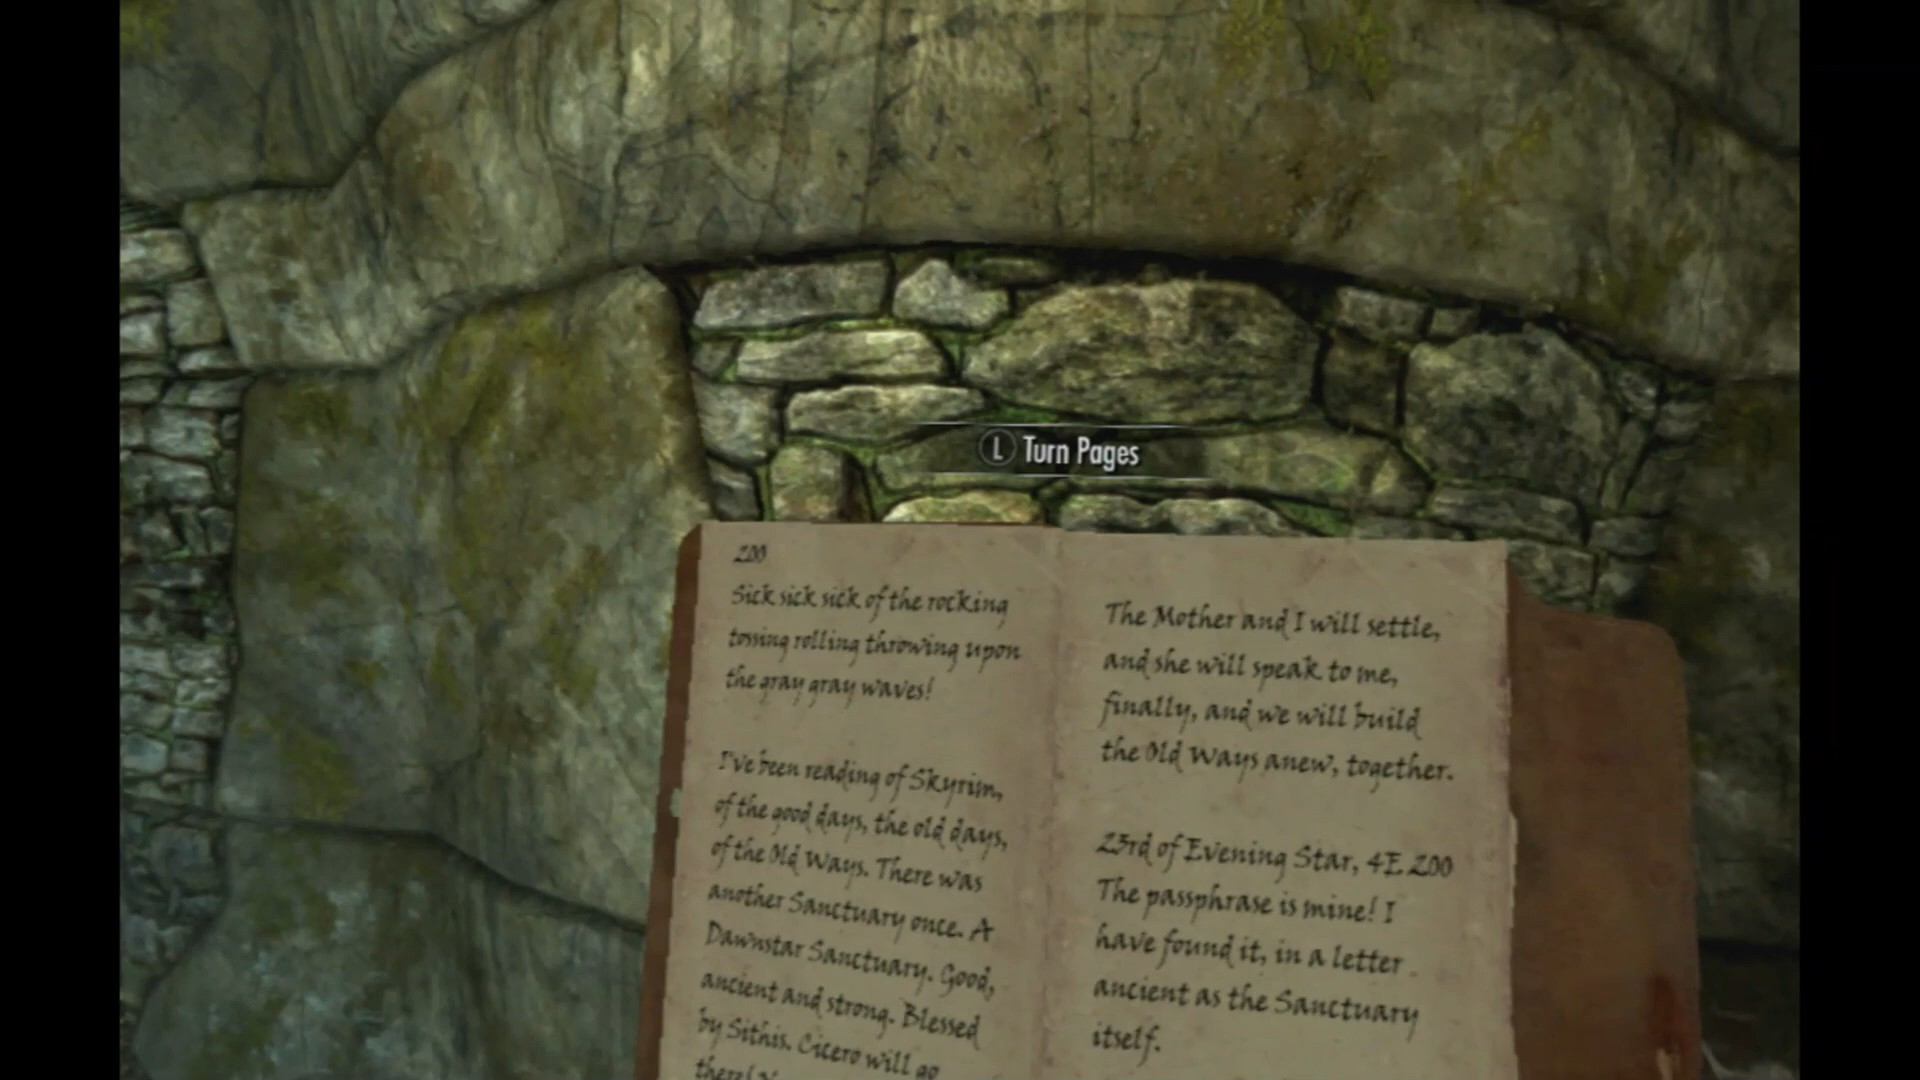 L Turn Pages
200
Sick sick sick of the rocking
tossing rolling throwing upon
the gray gray waves!
I've been reading of Skyrim,
of the good days, the old days,
of the Old Ways. There was
another Sanctuary once. A
Dawnstar Sanctuary. Good,
ancient and strong. Blessed
by Sithis. Cicero will go
there!
The Mother and I will settle,
and she will speak to me,
finally, and we will build
the Old Ways anew, together.
23rd of Evening Star, 4E 200
The passphrase is mine! I
have found it, in a letter
ancient as the Sanctuary
itself.